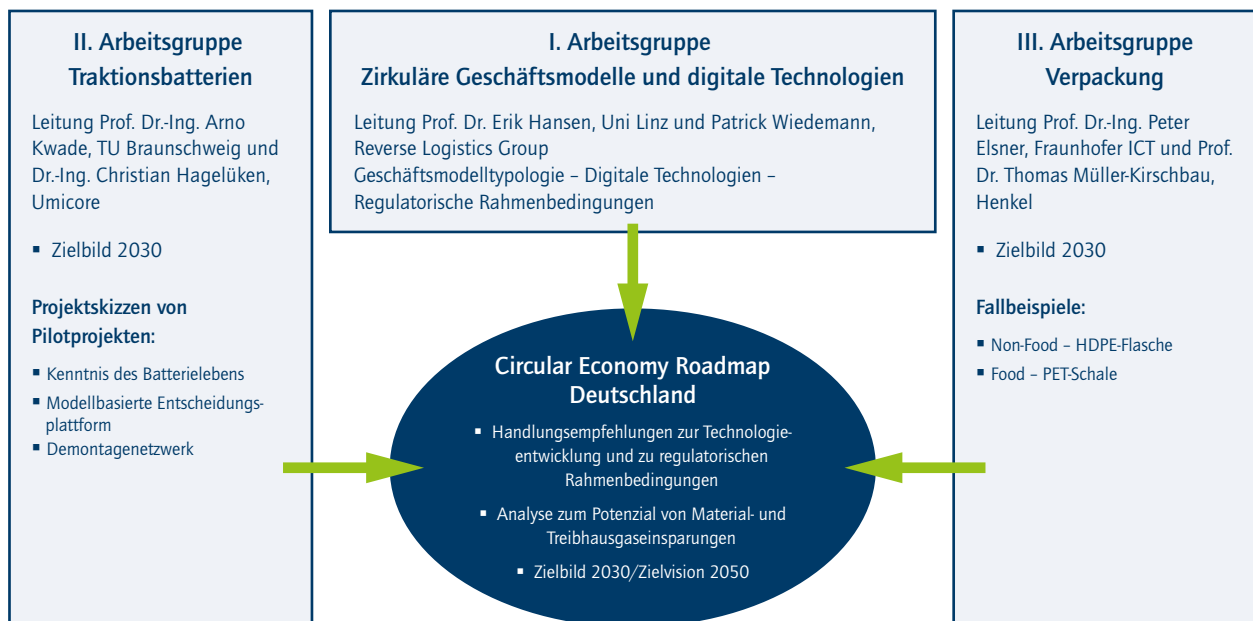 II. Arbeitsgruppe
Traktionsbatterien
Leitung Prof. Dr.-Ing. Arno
Kwade, TU Braunschweig und
Dr.-Ing. Christian Hagelüken,
Umicore
▪ Zielbild 2030
Projektskizzen von
Pilotprojekten:
▪ Kenntnis des Batterielebens
▪ Modellbasierte Entscheidungs-
plattform
▪ Demontagenetzwerk
I. Arbeitsgruppe
Zirkuläre Geschäftsmodelle und digitale Technologien
Leitung Prof. Dr. Erik Hansen, Uni Linz und Patrick Wiedemann,
Reverse Logistics Group
Geschäftsmodelltypologie – Digitale Technologien –
Regulatorische Rahmenbedingungen
III. Arbeitsgruppe
Verpackung
Leitung Prof. Dr.-Ing. Peter
Elsner, Fraunhofer ICT und Prof.
Dr. Thomas Müller-Kirschbau,
Henkel
▪ Zielbild 2030
Fallbeispiele:
▪ Non-Food – HDPE-Flasche
▪ Food – PET-Schale
Circular Economy Roadmap
Deutschland
▪ Handlungsempfehlungen zur Technologie-
entwicklung und zu regulatorischen
Rahmenbedingungen
▪ Analyse zum Potenzial von Material- und
Treibhausgaseinsparungen
▪ Zielbild 2030/Zielvision 2050